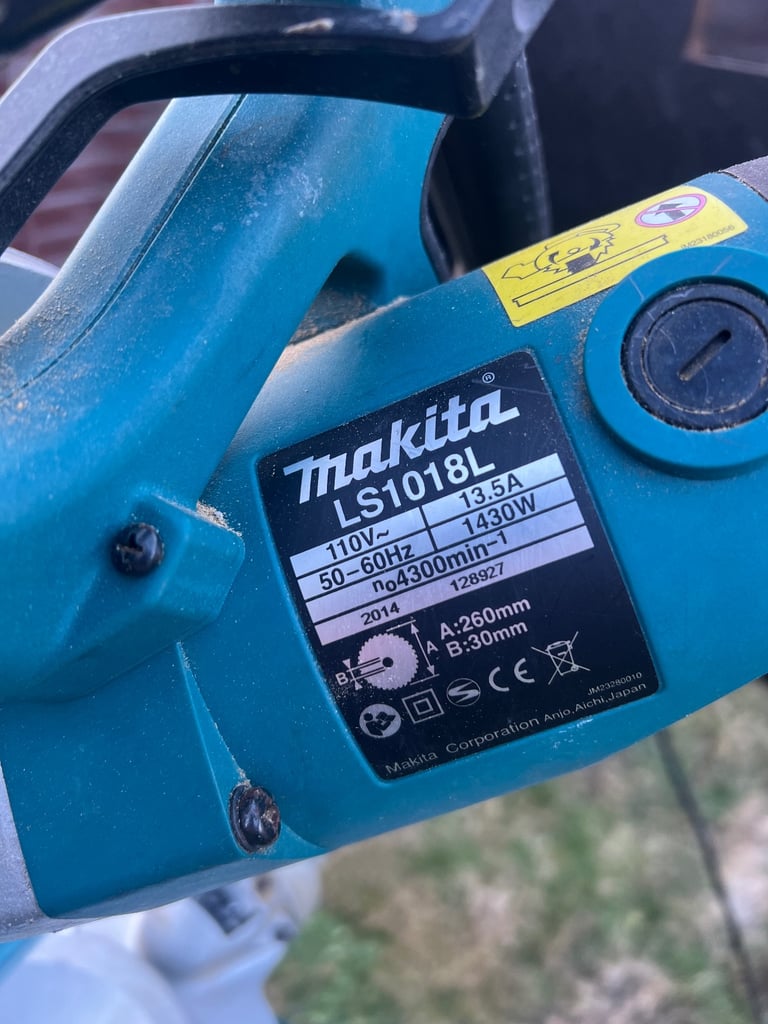 JM23180056
makita®
LS1018L
110V~ 13.5A
50-60Hz 1430W
n₀4300min⁻¹
2014 128927
A:260mm
B:30mm
A
B
CE
JM23280010
Makita Corporation Anjo,Aichi,Japan